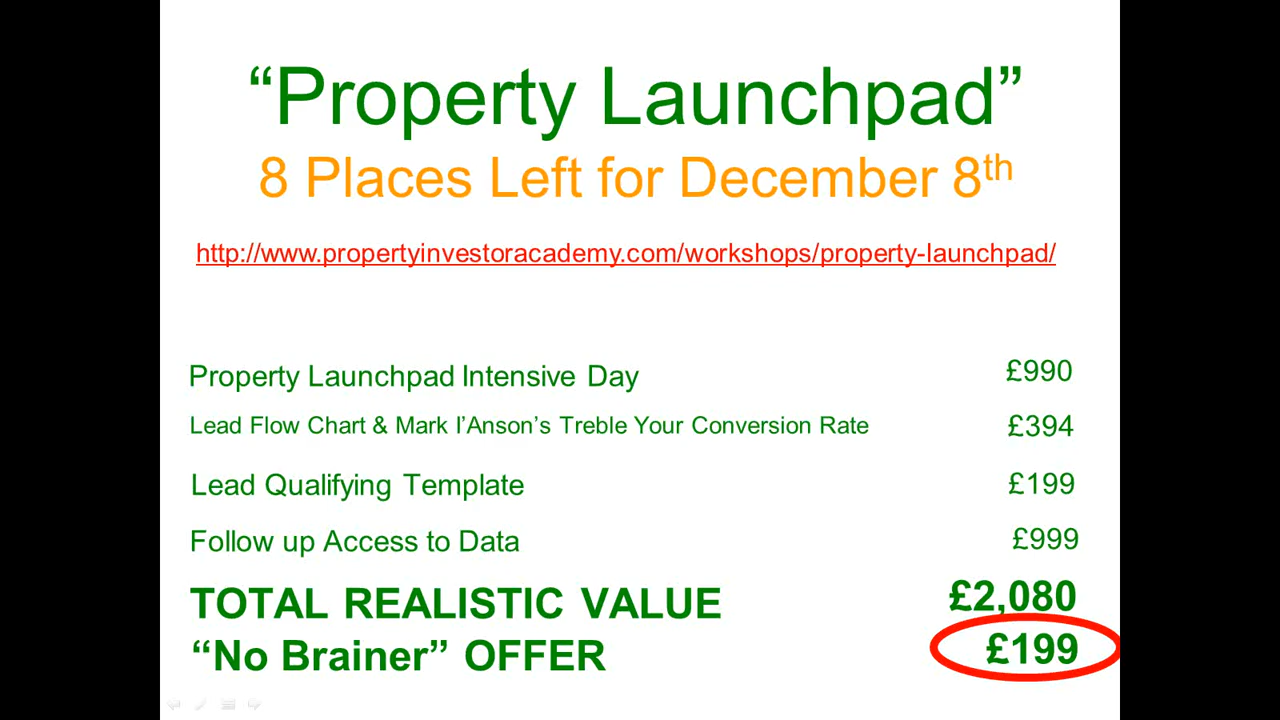 “Property Launchpad”
8 Places Left for December 8th
http://www.propertyinvestoracademy.com/workshops/property-launchpad/
Property Launchpad Intensive Day £990
Lead Flow Chart & Mark I’Anson’s Treble Your Conversion Rate £394
Lead Qualifying Template £199
Follow up Access to Data £999
TOTAL REALISTIC VALUE £2,080
“No Brainer” OFFER £199